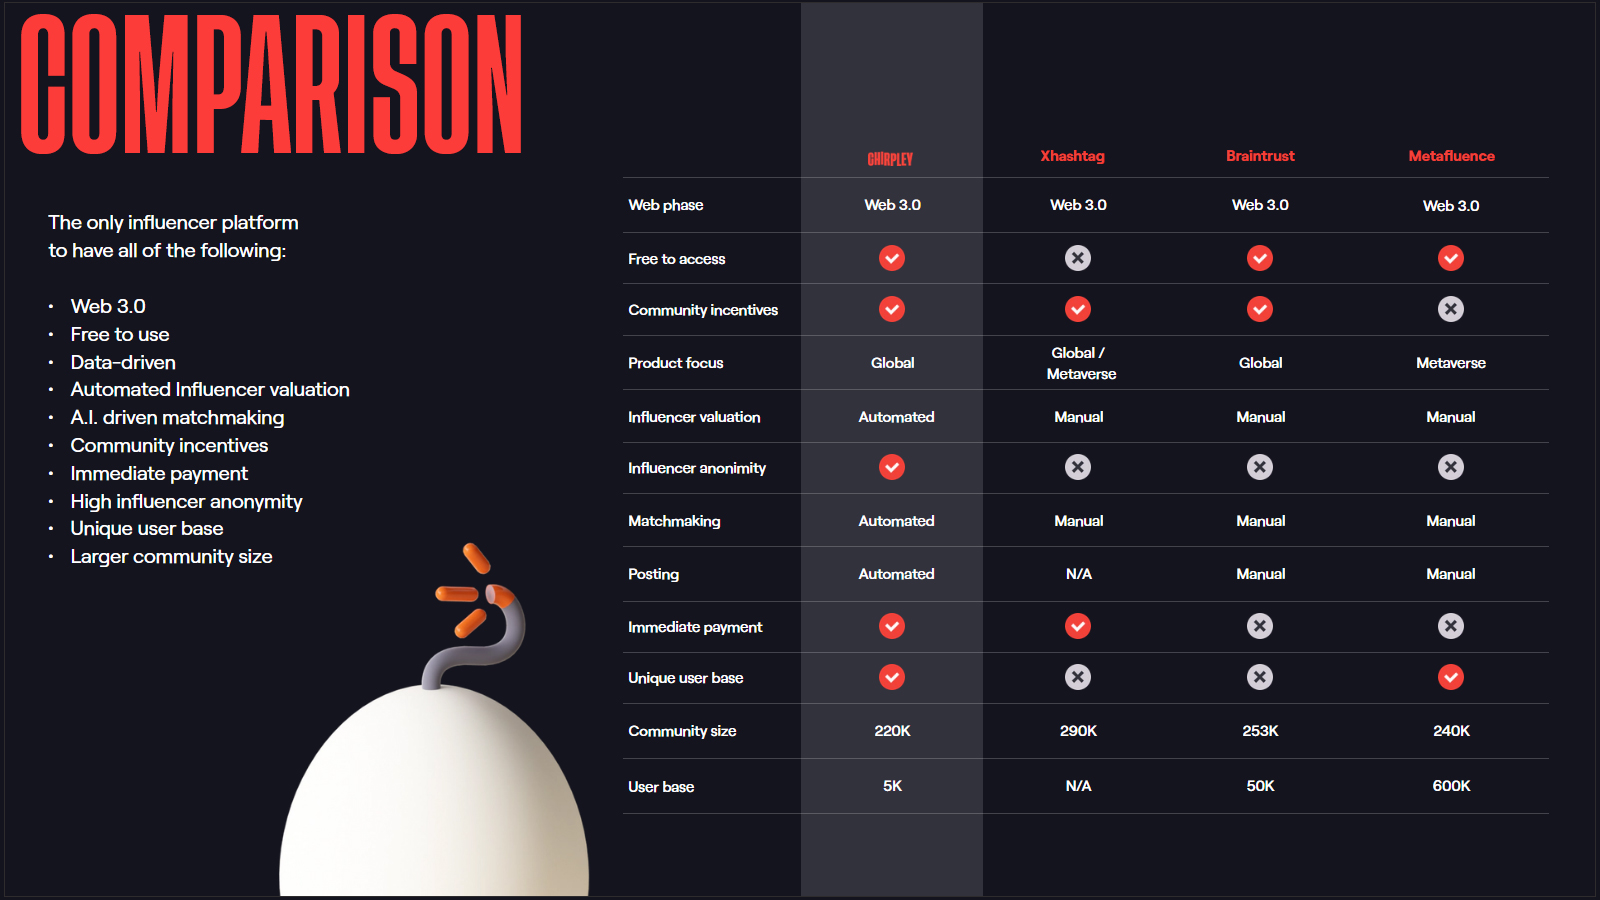 COMPARISON
The only influencer platform
to have all of the following:
• Web 3.0
• Free to use
• Data-driven
• Automated Influencer valuation
• A.I. driven matchmaking
• Community incentives
• Immediate payment
• High influencer anonymity
• Unique user base
• Larger community size
CHIRPLEY Xhashtag Braintrust Metafluence
Web phase Web 3.0 Web 3.0 Web 3.0 Web 3.0
Free to access
Community incentives
Product focus Global Global / Global Metaverse
Metaverse
Influencer valuation Automated Manual Manual Manual
Influencer anonimity
Matchmaking Automated Manual Manual Manual
Posting Automated N/A Manual Manual
Immediate payment
Unique user base
Community size 220K 290K 253K 240K
User base 5K N/A 50K 600K